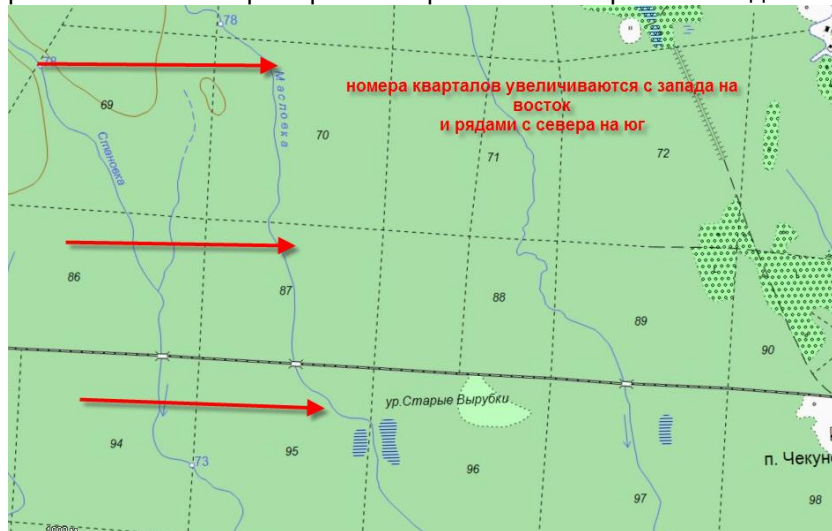 78
78
номера кварталов увеличиваются с запада на
восток
и рядами с севера на юг
69
Масловка
70
71
72
Становка
86
87
88
89
90
ур.Старые Вырубки
94
95
96
73
97
п. Чекун
98